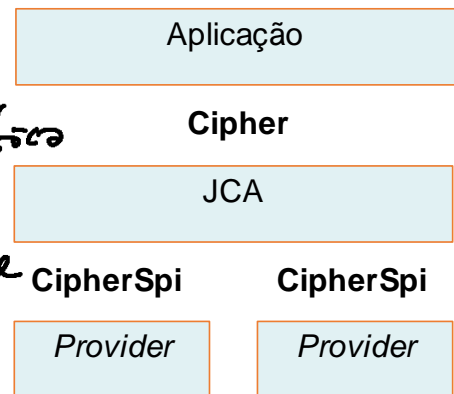 Aplicação
Cipher
JCA
CipherSpi CipherSpi
Provider Provider